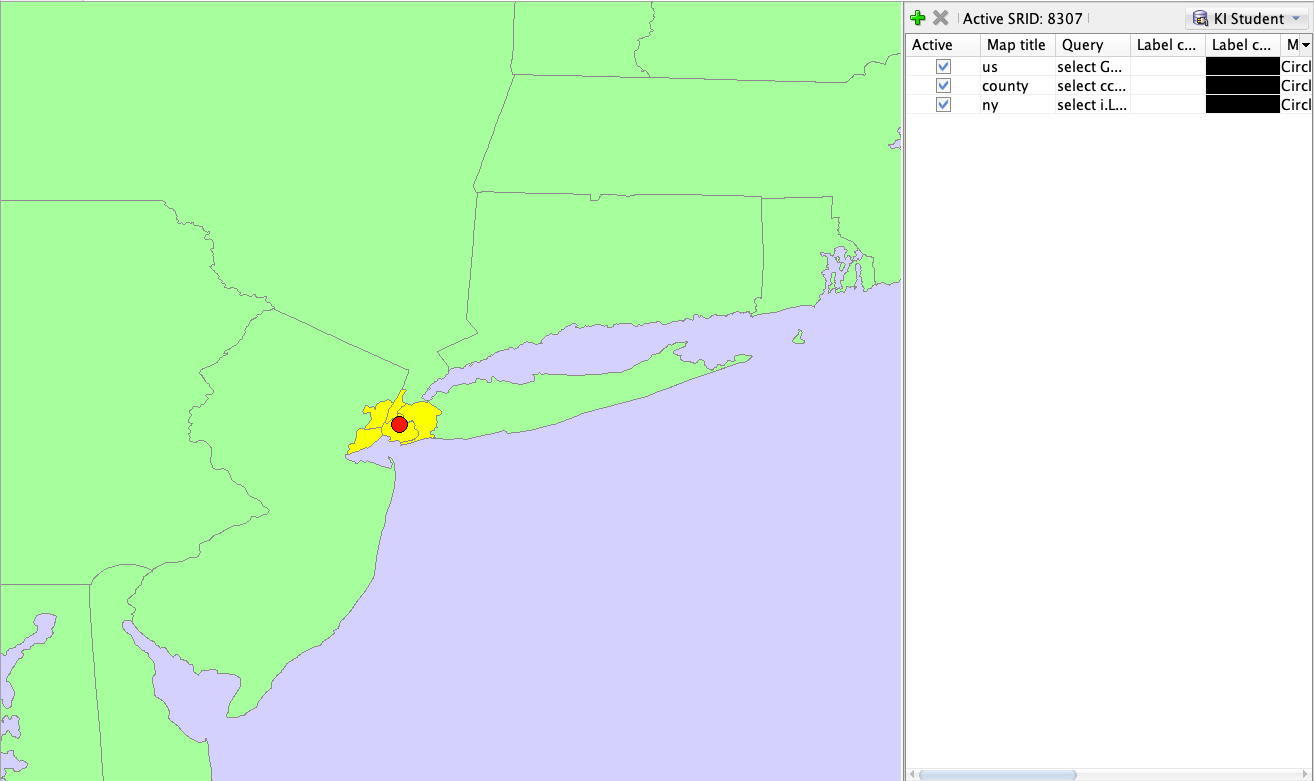 Active SRID: 8307 KI Student
Active Map title Query Label c... Label c... M
us select G... Circl
county select cc... Circl
ny select i.L... Circl